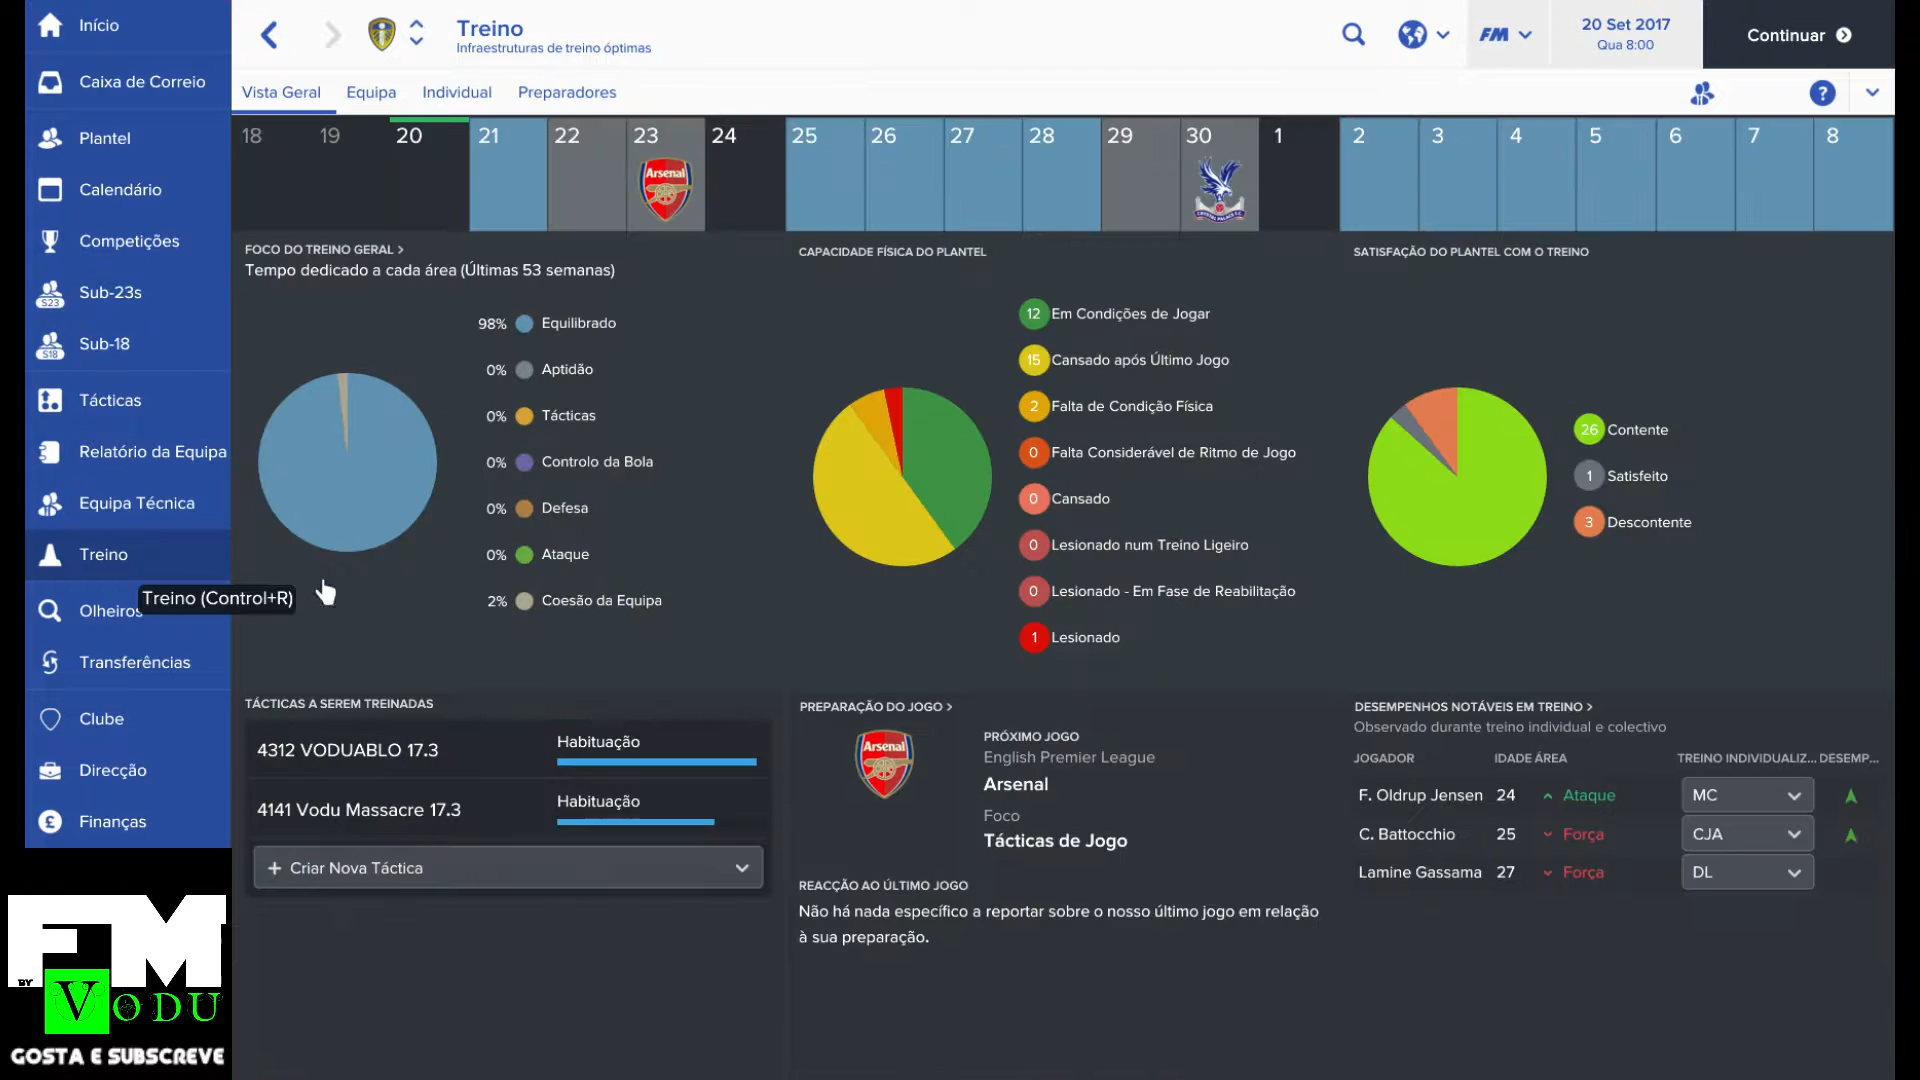 Início
Caixa de Correio
Plantel
Calendário
Competições
S23
Sub-23s
S18
Sub-18
Tácticas
Relatório da Equipa
Equipa Técnica
Treino
Treino (Control+R)
Olheiros
Transferências
Clube
Direcção
Finanças
FM
BY
VODU
GOSTA E SUBSCREVE
Treino
Infraestruturas de treino óptimas
FM
20 Set 2017
Qua 8:00
Continuar
Vista Geral
Equipa
Individual
Preparadores
?
18 19 20 21 22 23 24 25 26 27 28 29 30 1 2 3 4 5 6 7 8
Arsenal
CRYSTAL PALACE F.C.
FOCO DO TREINO GERAL >
Tempo dedicado a cada área (Últimas 53 semanas)
98% Equilibrado
0% Aptidão
0% Tácticas
0% Controlo da Bola
0% Defesa
0% Ataque
2% Coesão da Equipa
CAPACIDADE FÍSICA DO PLANTEL
12 Em Condições de Jogar
15 Cansado após Último Jogo
2 Falta de Condição Física
0 Falta Considerável de Ritmo de Jogo
0 Cansado
0 Lesionado num Treino Ligeiro
0 Lesionado - Em Fase de Reabilitação
1 Lesionado
SATISFAÇÃO DO PLANTEL COM O TREINO
26 Contente
1 Satisfeito
3 Descontente
TÁCTICAS A SEREM TREINADAS
4312 VODUABLO 17.3 Habituação
4141 Vodu Massacre 17.3 Habituação
+ Criar Nova Táctica
PREPARAÇÃO DO JOGO >
Arsenal
PRÓXIMO JOGO
English Premier League
Arsenal
Foco
Tácticas de Jogo
REACÇÃO AO ÚLTIMO JOGO
Não há nada específico a reportar sobre o nosso último jogo em relação
à sua preparação.
DESEMPENHOS NOTÁVEIS EM TREINO >
Observado durante treino individual e colectivo
JOGADOR IDADE ÁREA TREINO INDIVIDUALIZ... DESEMP...
F. Oldrup Jensen 24 Ataque MC
C. Battocchio 25 Força CJA
Lamine Gassama 27 Força DL